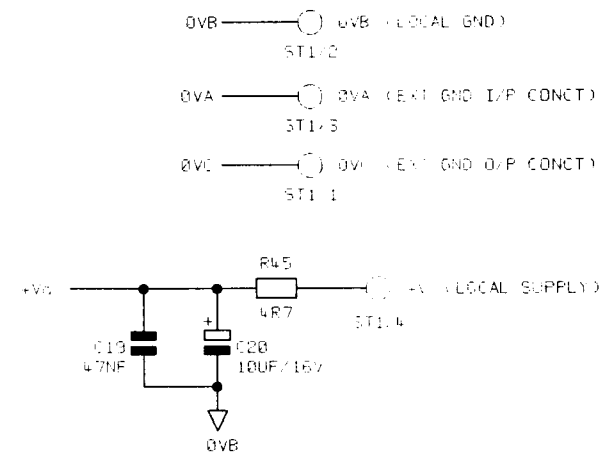 0VB 0VB (LOCAL GND)
ST1/2
0VA 0VA (EXT GND I/P CONCT)
ST1/3
0VC 0VC (EXT GND O/P CONCT)
ST1/1
R45
+V (LOCAL SUPPLY)
4R7
ST1/4
+
C19
47NF
C20
10UF/16V
0VB